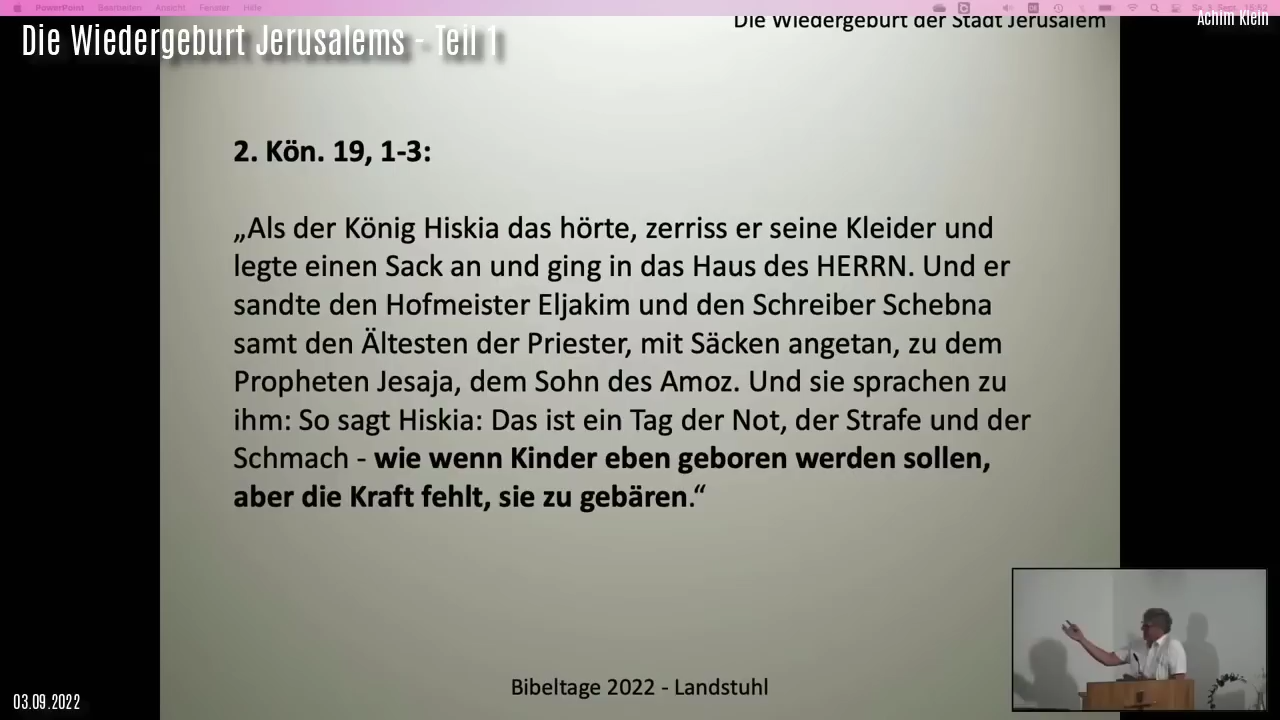 PowerPoint Bearbeiten Ansicht Fenster Hilfe
Die Wiedergeburt der Stadt Jerusalem
Achim Klein
Die Wiedergeburt Jerusalems - Teil 1
2. Kön. 19, 1-3:
„Als der König Hiskia das hörte, zerriss er seine Kleider und
legte einen Sack an und ging in das Haus des HERRN. Und er
sandte den Hofmeister Eljakim und den Schreiber Schebna
samt den Ältesten der Priester, mit Säcken angetan, zu dem
Propheten Jesaja, dem Sohn des Amoz. Und sie sprachen zu
ihm: So sagt Hiskia: Das ist ein Tag der Not, der Strafe und der
Schmach - wie wenn Kinder eben geboren werden sollen,
aber die Kraft fehlt, sie zu gebären.“
Bibeltage 2022 - Landstuhl
03.09.2022